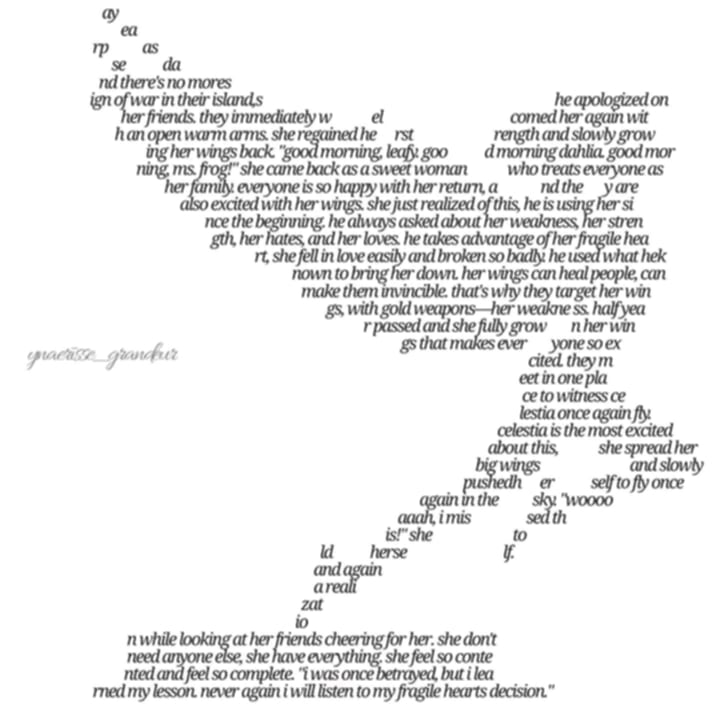 ay
ea
rp as
se da
nd there's no mores
ign of war in their island,s he apologized on
her friends. they immediately w el comed her again wit
h an open warm arms. she regained he rst rength and slowly grow
ing her wings back. "good morning, leafy. goo d morning dahlia. good mor
ning, ms. frog!" she came back as a sweet woman who treats everyone as
her family. everyone is so happy with her return, a nd the y are
also excited with her wings. she just realized of this, he is using her si
nce the beginning. he always asked about her weakness, her stren
gth, her hates, and her loves. he takes advantage of her fragile hea
rt, she fell in love easily and broken so badly. he used what hek
nown to bring her down. her wings can heal people, can
make them invincible. that's why they target her win
gs, with gold weapons—her weakne ss. half yea
r passed and she fully grow n her win
gs that makes ever yone so ex
ynaerisse_grandeur
cited. they m
eet in one pla
ce to witness ce
lestia once again fly.
celestia is the most excited
about this, she spread her
big wings and slowly
pushedh er self to fly once
again in the sky. "woooo
aaah, i mis sed th
is!" she to
ld herse lf.
and again
a reali
zat
io
n while looking at her friends cheering for her. she don't
need anyone else, she have everything. she feel so conte
nted and feel so complete. "i was once betrayed, but i lea
rned my lesson. never again i will listen to my fragile hearts decision."